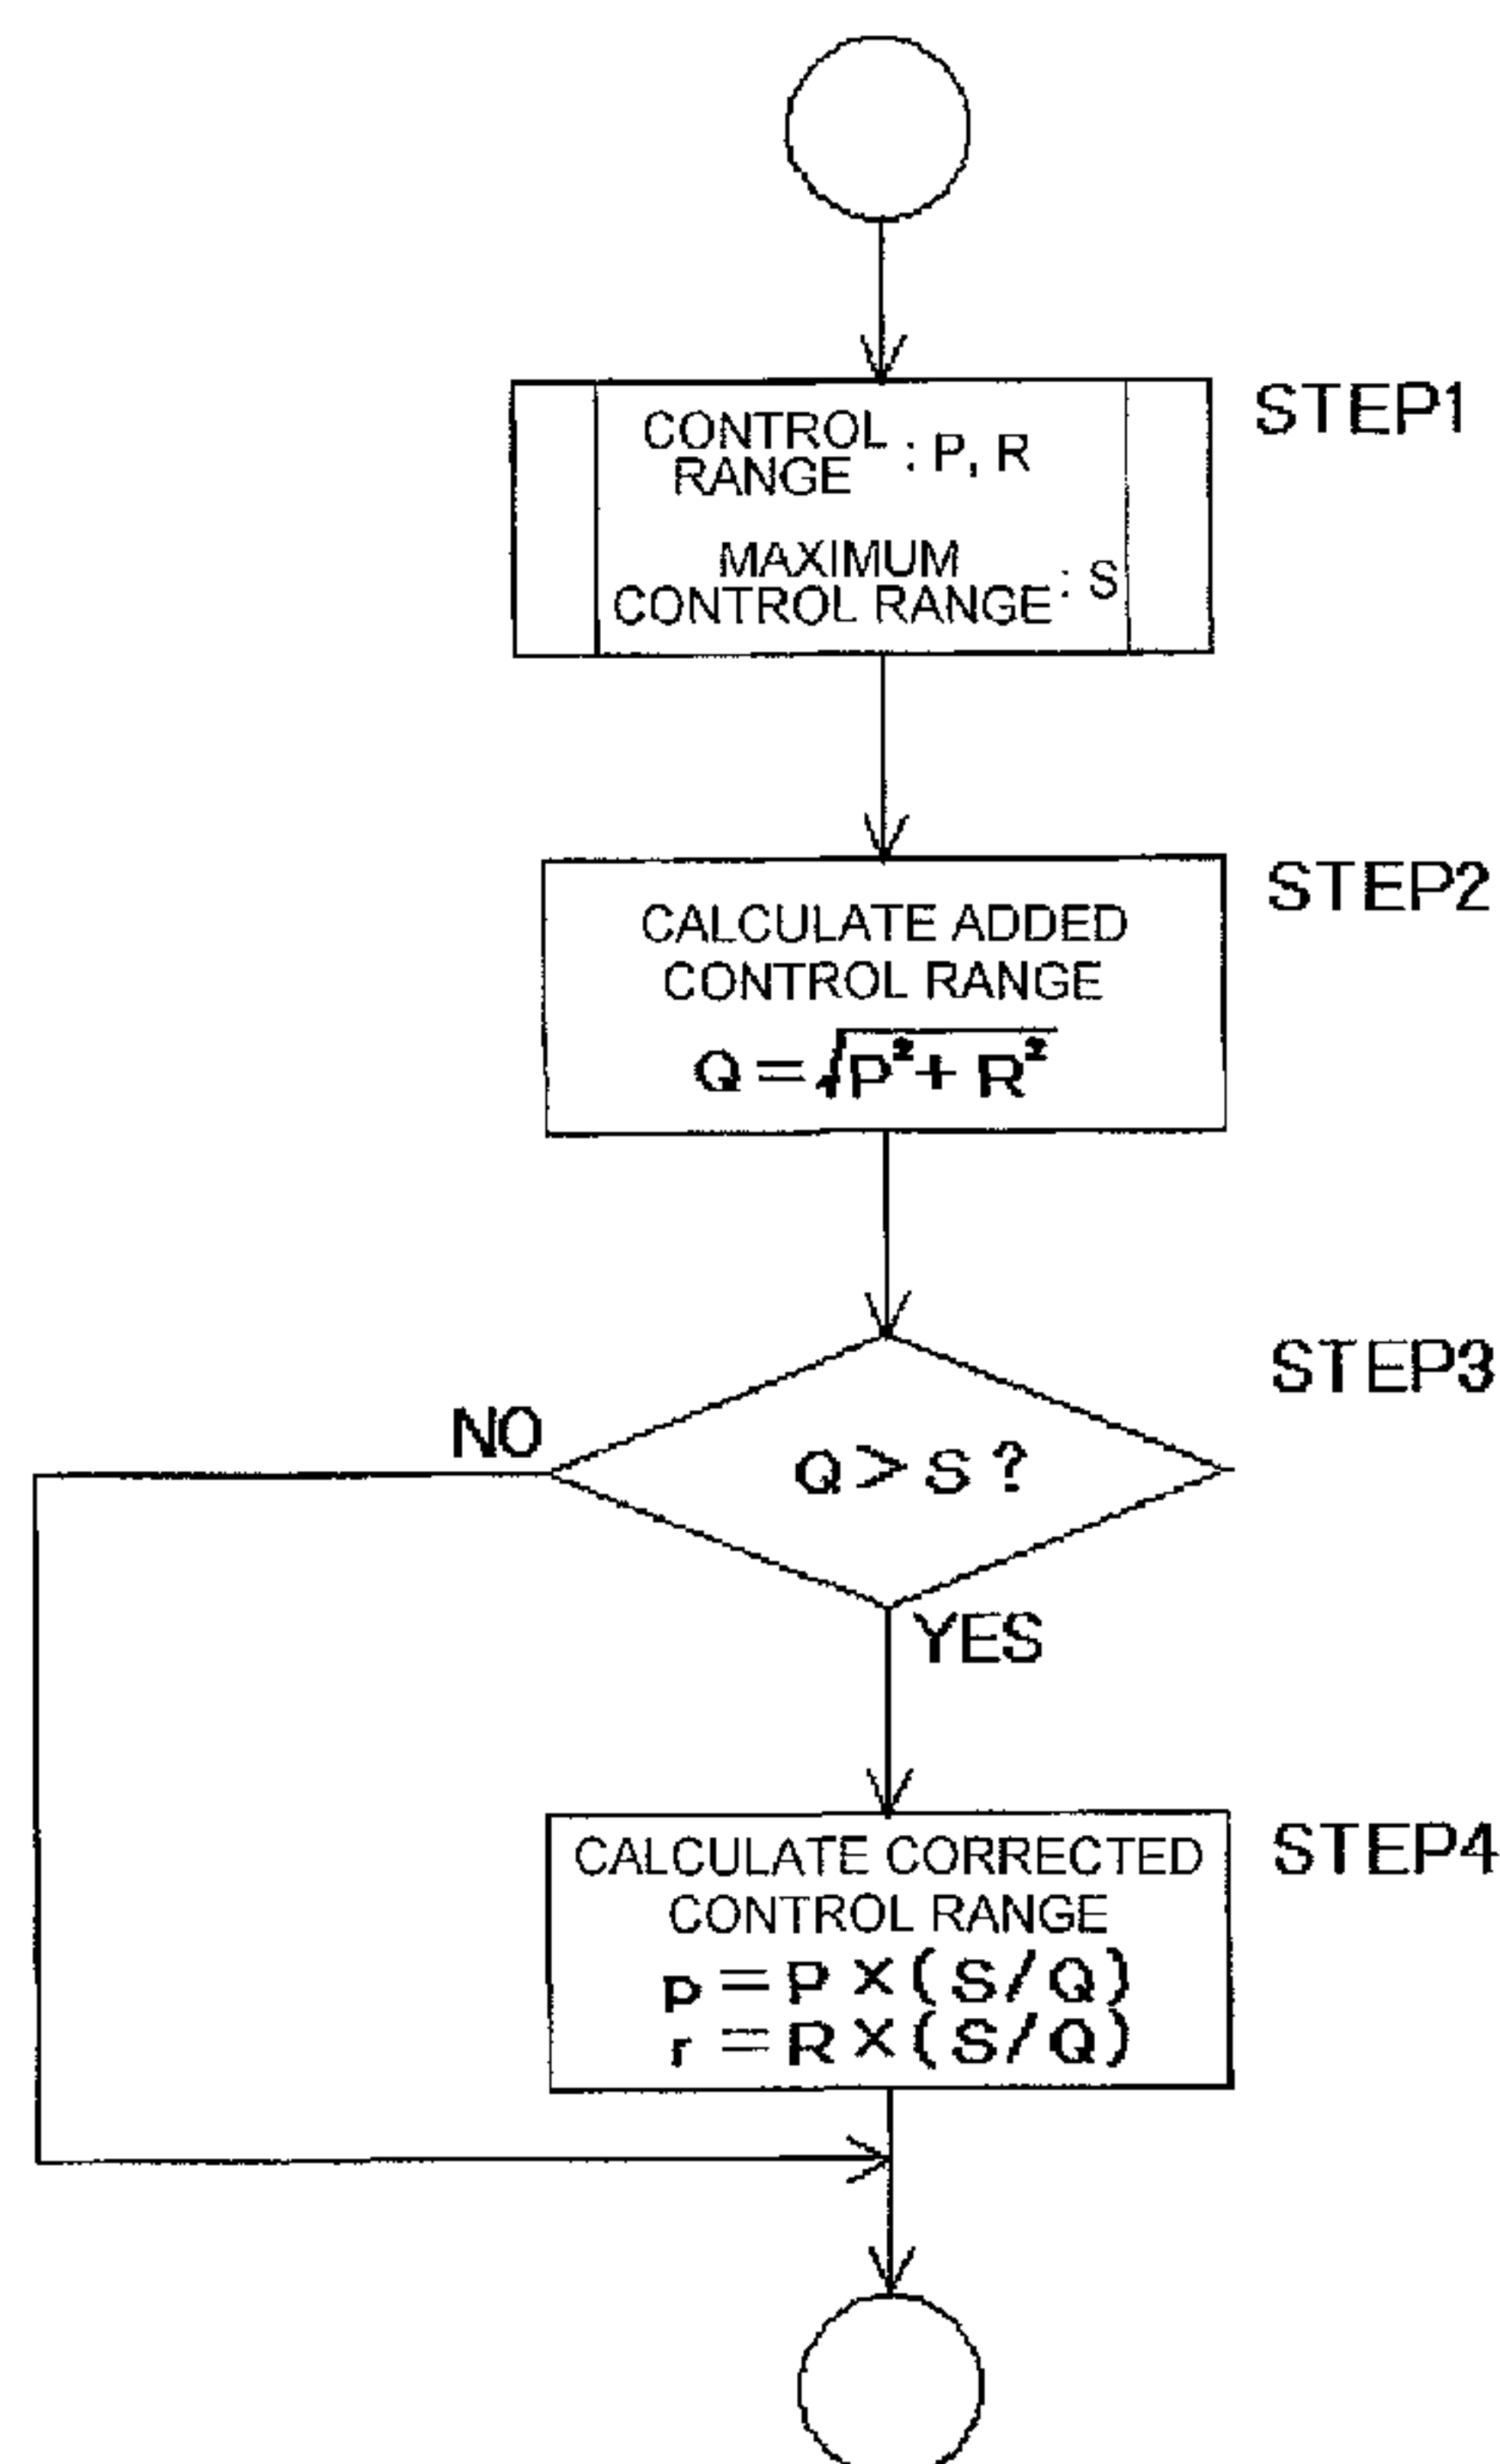 STEP1
CONTROL
RANGE : P, R
MAXIMUM
CONTROL RANGE : S
STEP2
CALCULATE ADDED
CONTROL RANGE
Q = √P² + R²
STEP3
NO
Q > S ?
YES
STEP4
CALCULATE CORRECTED
CONTROL RANGE
p = P × ( S / Q )
r = R × ( S / Q )